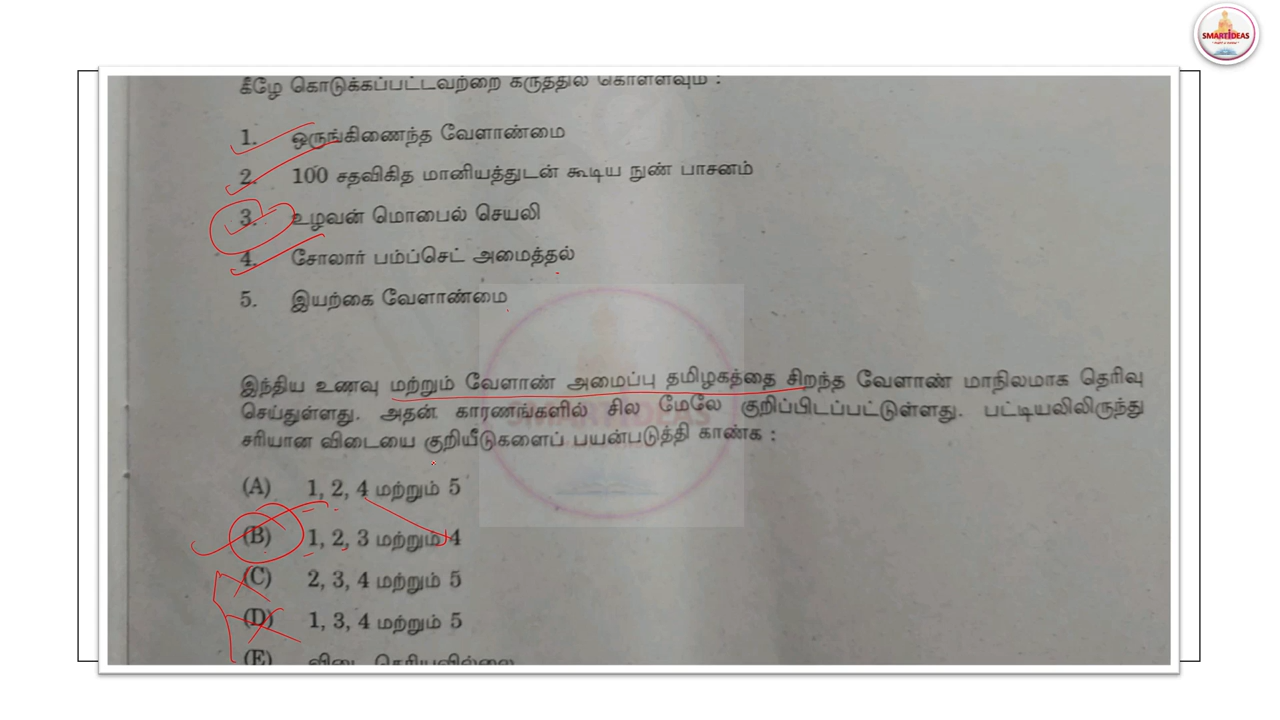 SMARTIDEAS
கீழே கொடுக்கப்பட்டவற்றை கருத்தில் கொள்ளவும் :
1. ஒருங்கிணைந்த வேளாண்மை
2. 100 சதவிகித மானியத்துடன் கூடிய நுண் பாசனம்
3. உழவன் மொபைல் செயலி
4. சோலார் பம்ப்செட் அமைத்தல்
5. இயற்கை வேளாண்மை
இந்திய உணவு மற்றும் வேளாண் அமைப்பு தமிழகத்தை சிறந்த வேளாண் மாநிலமாக தெரிவு
செய்துள்ளது. அதன் காரணங்களில் சில மேலே குறிப்பிடப்பட்டுள்ளது. பட்டியலிலிருந்து
சரியான விடையை குறியீடுகளைப் பயன்படுத்தி காண்க :
(A) 1, 2, 4 மற்றும் 5
(B) 1, 2, 3 மற்றும் 4
(C) 2, 3, 4 மற்றும் 5
(D) 1, 3, 4 மற்றும் 5
(E) விடை தெரியவில்லை